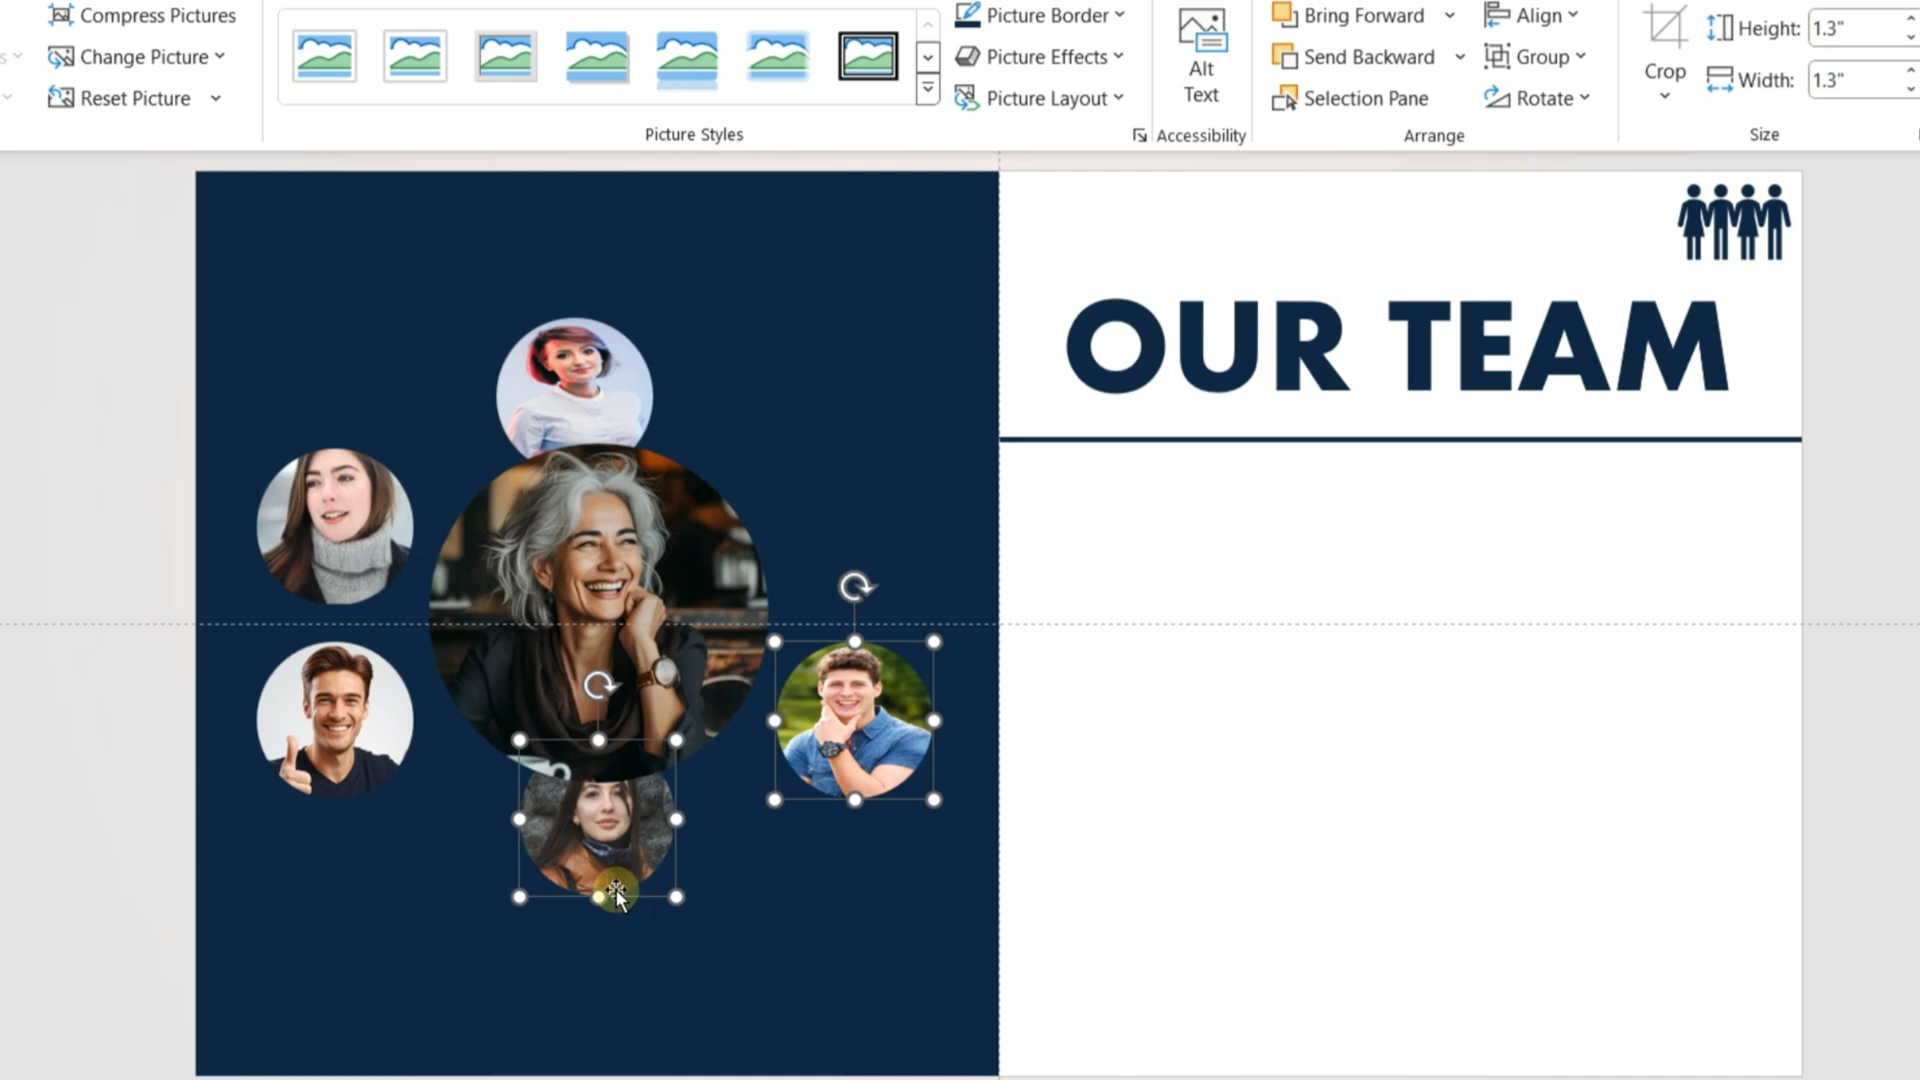 Compress Pictures
Change Picture
Reset Picture
Picture Styles
Picture Border
Picture Effects
Picture Layout
Alt
Text
Accessibility
Bring Forward
Send Backward
Selection Pane
Align
Group
Rotate
Arrange
Crop
Height: 1.3"
Width: 1.3"
Size
OUR TEAM